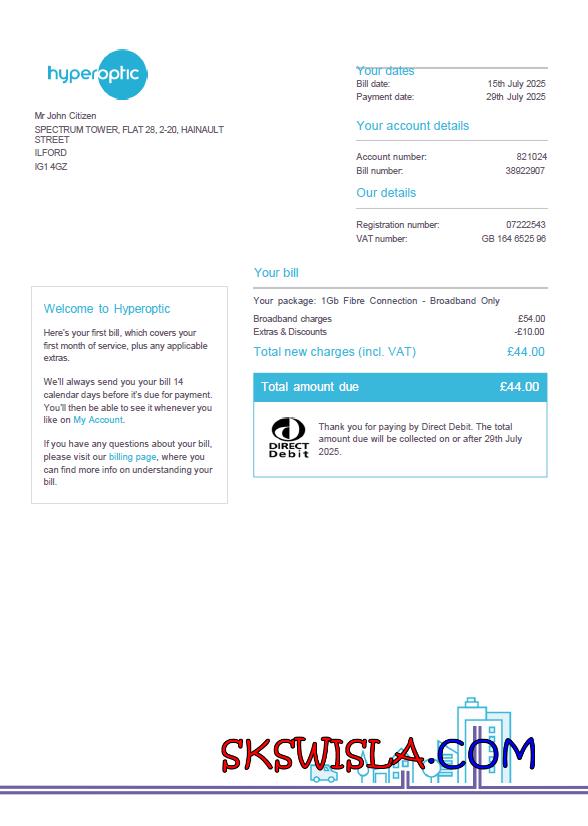 hyperoptic
Your dates
Bill date: 15th July 2025
Payment date: 29th July 2025
Mr John Citizen
SPECTRUM TOWER, FLAT 28, 2-20, HAINAULT
STREET
ILFORD
IG1 4GZ
Your account details
Account number: 821024
Bill number: 38922907
Our details
Registration number: 07222543
VAT number: GB 164 6525 96
Your bill
Your package: 1Gb Fibre Connection - Broadband Only
Broadband charges £54.00
Extras & Discounts -£10.00
Total new charges (incl. VAT) £44.00
Total amount due £44.00
DIRECT
Debit
Thank you for paying by Direct Debit. The total
amount due will be collected on or after 29th July
2025.
Welcome to Hyperoptic
Here's your first bill, which covers your
first month of service, plus any applicable
extras.
We'll always send you your bill 14
calendar days before it's due for payment.
You'll then be able to see it whenever you
like on My Account.
If you have any questions about your bill,
please visit our billing page, where you
can find more info on understanding your
bill.
SKSWISLA.COM